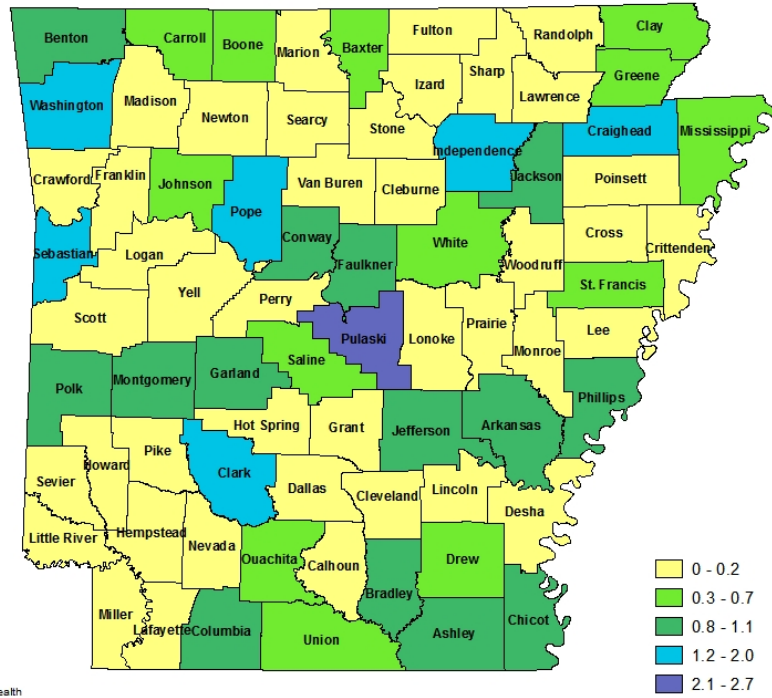 Benton
Carroll
Boone
Marion
Baxter
Fulton
Randolph
Clay
Sharp
Izard
Greene
Washington
Madison
Newton
Searcy
Stone
Lawrence
Independence
Craighead
Mississippi
Crawford
Franklin
Johnson
Pope
Van Buren
Cleburne
Jackson
Poinsett
Sebastian
Logan
Conway
Faulkner
White
Woodruff
Cross
Crittenden
Scott
Yell
Perry
Pulaski
Lonoke
Prairie
St. Francis
Lee
Monroe
Polk
Montgomery
Garland
Saline
Phillips
Hot Spring
Grant
Jefferson
Arkansas
Sevier
Howard
Pike
Clark
Dallas
Cleveland
Lincoln
Desha
Little River
Hempstead
Nevada
Ouachita
Calhoun
Bradley
Drew
Miller
Lafayette
Columbia
Union
Ashley
Chicot
0 - 0.2
0.3 - 0.7
0.8 - 1.1
1.2 - 2.0
2.1 - 2.7
ealth